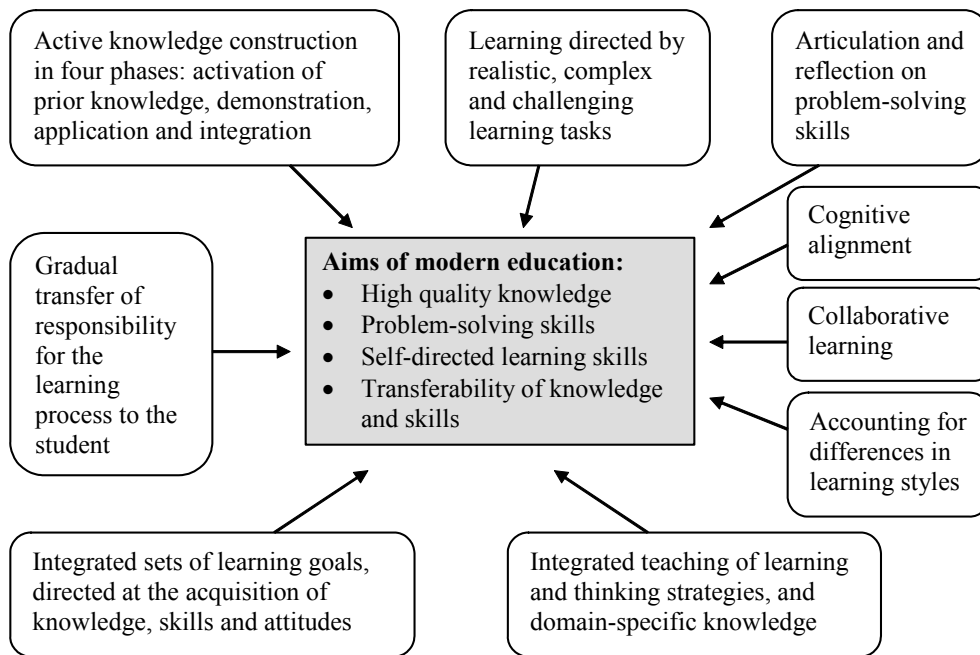 Active knowledge construction
in four phases: activation of
prior knowledge, demonstration,
application and integration
Learning directed by
realistic, complex
and challenging
learning tasks
Articulation and
reflection on
problem-solving
skills
Cognitive
alignment
Gradual
transfer of
responsibility
for the
learning
process to the
student
Aims of modern education:
• High quality knowledge
• Problem-solving skills
• Self-directed learning skills
• Transferability of knowledge
and skills
Collaborative
learning
Accounting for
differences in
learning styles
Integrated sets of learning goals,
directed at the acquisition of
knowledge, skills and attitudes
Integrated teaching of learning
and thinking strategies, and
domain-specific knowledge